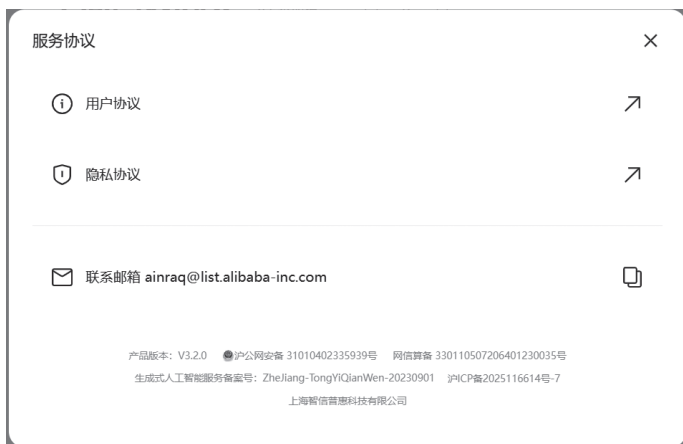 服务协议
用户协议
隐私协议
联系邮箱 ainraq@list.alibaba-inc.com
产品版本：V3.2.0 沪公网安备 31010402335939号 网信算备 330110507206401230035号
生成式人工智能服务备案号：ZheJiang-TongYiQianWen-20230901 沪ICP备2025116614号-7
上海智信普惠科技有限公司